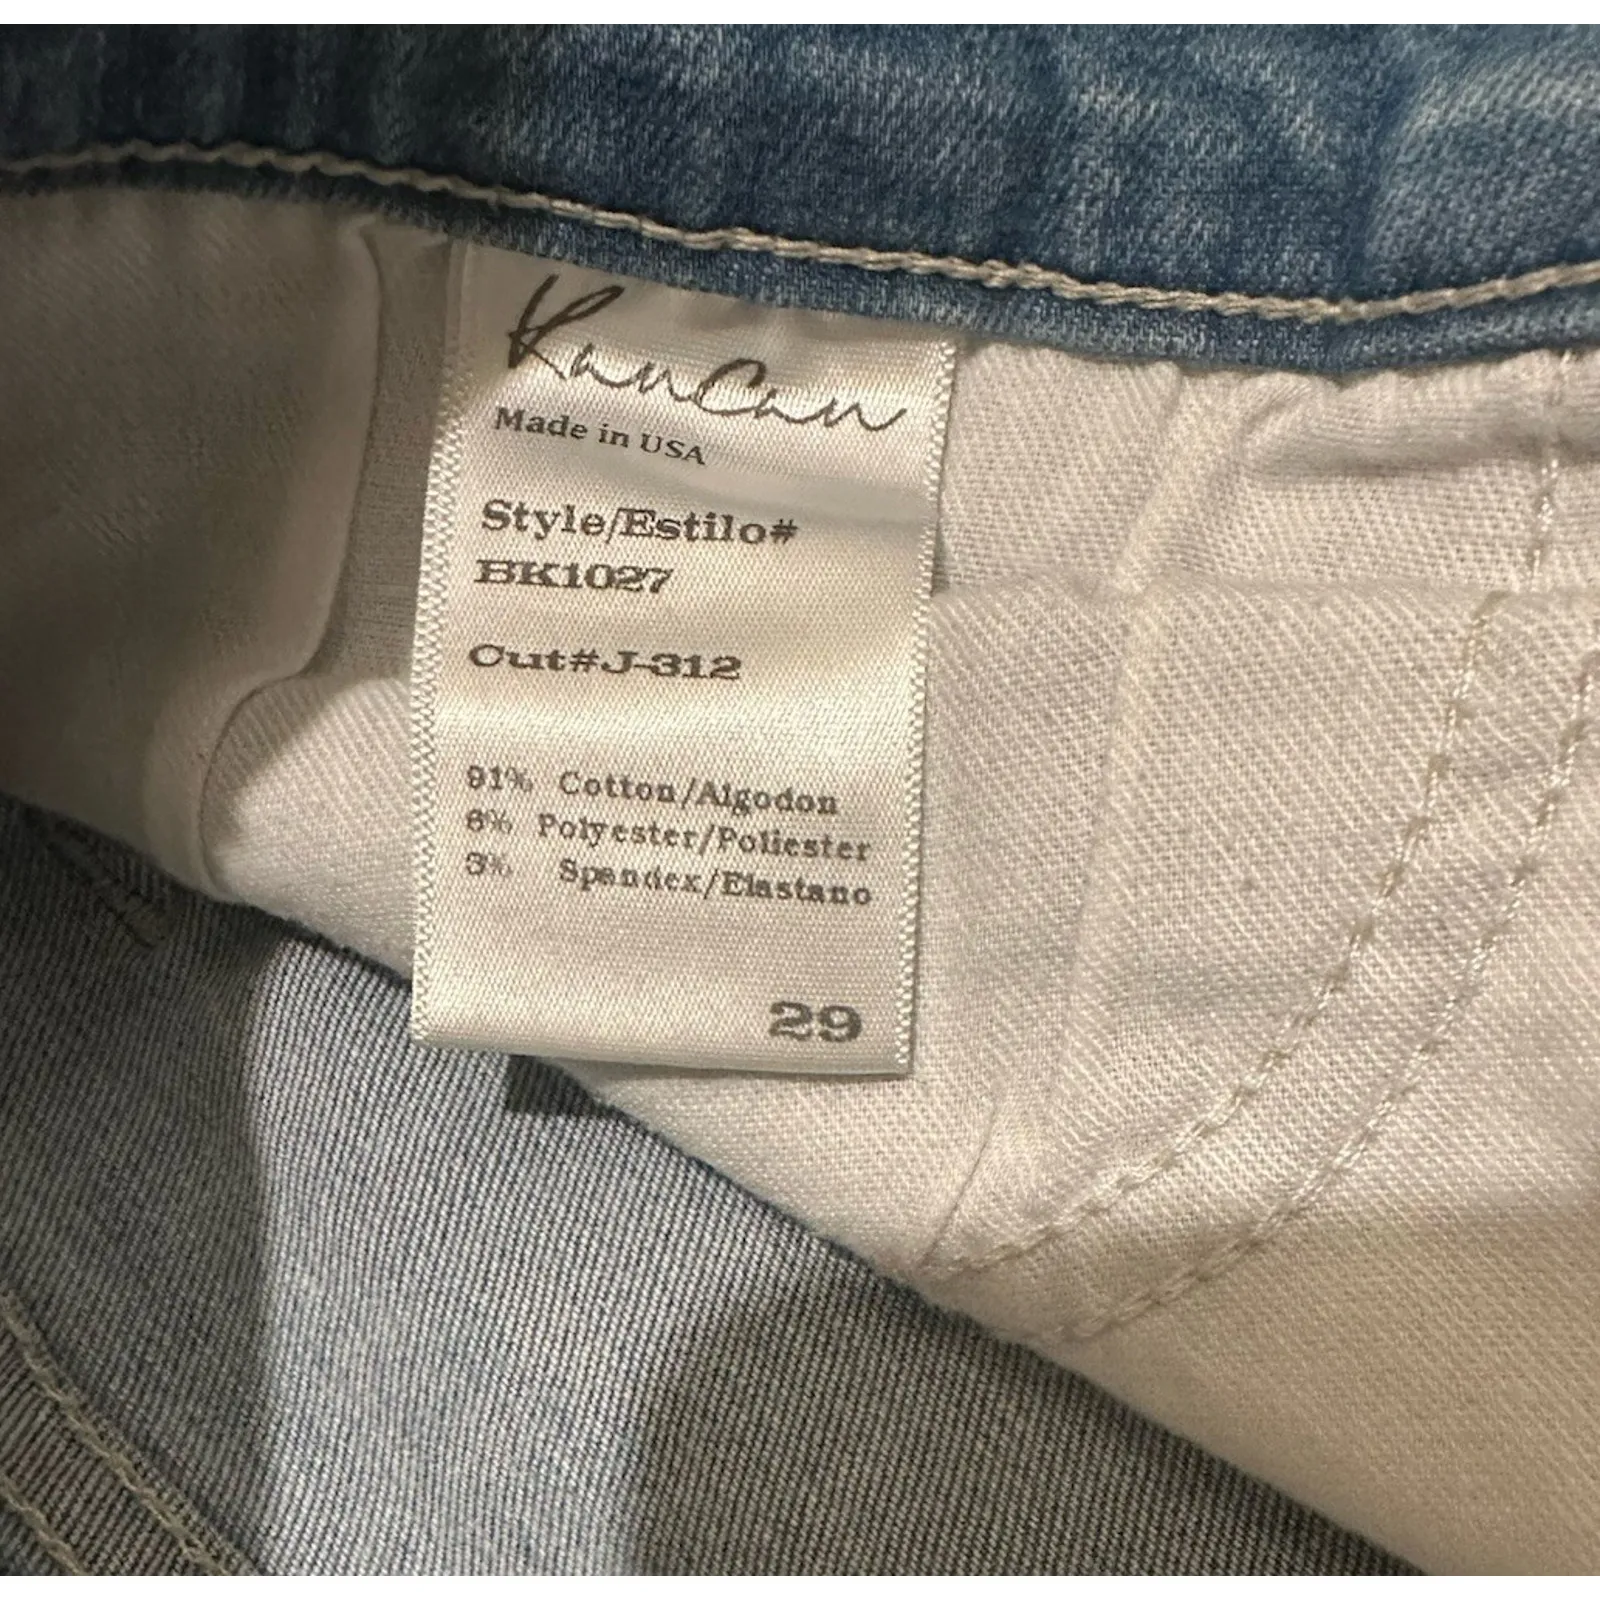 KanCan
Made in USA
Style/Estilo#
BK1027
Cut#J-312
91% Cotton/Algodon
6% Polyester/Poliester
3% Spandex/Elastano
29